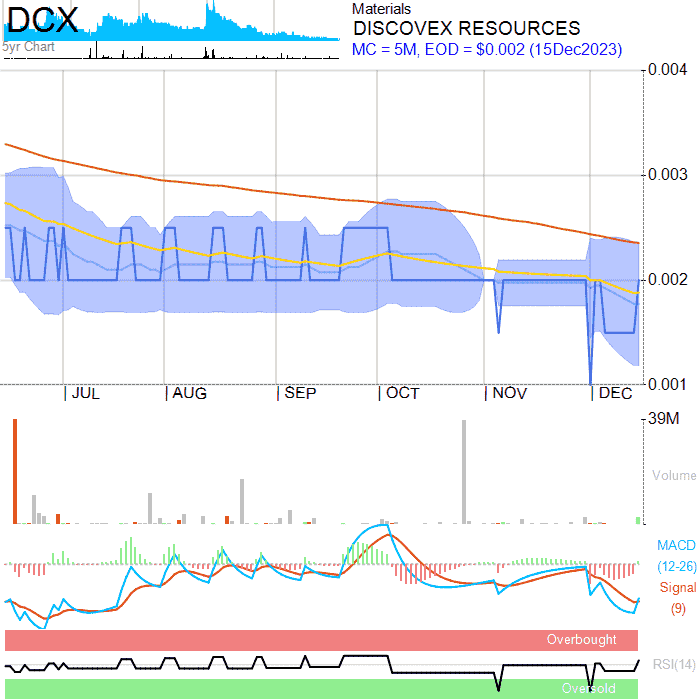 DCX
5yr Chart
Materials
DISCOVEX RESOURCES
MC = 5M, EOD = $0.002 (15Dec2023)
0.004
0.003
0.002
0.001
JUL AUG SEP OCT NOV DEC
39M
Volume
MACD
(12-26)
Signal
(9)
Overbought
RSI(14)
Oversold